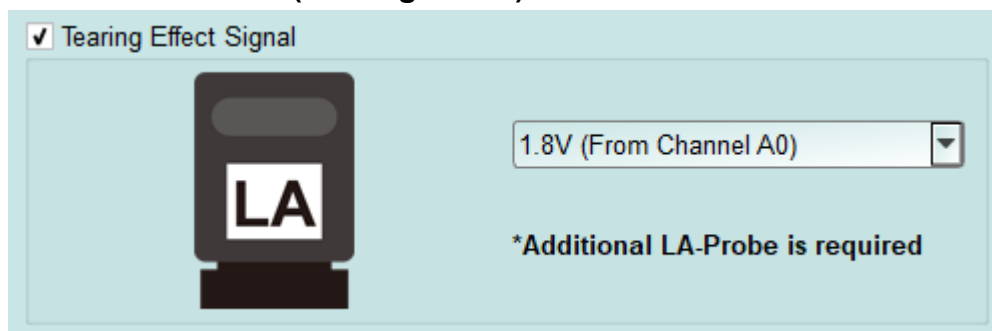 Tearing Effect Signal
1.8V (From Channel A0)
LA
*Additional LA-Probe is required